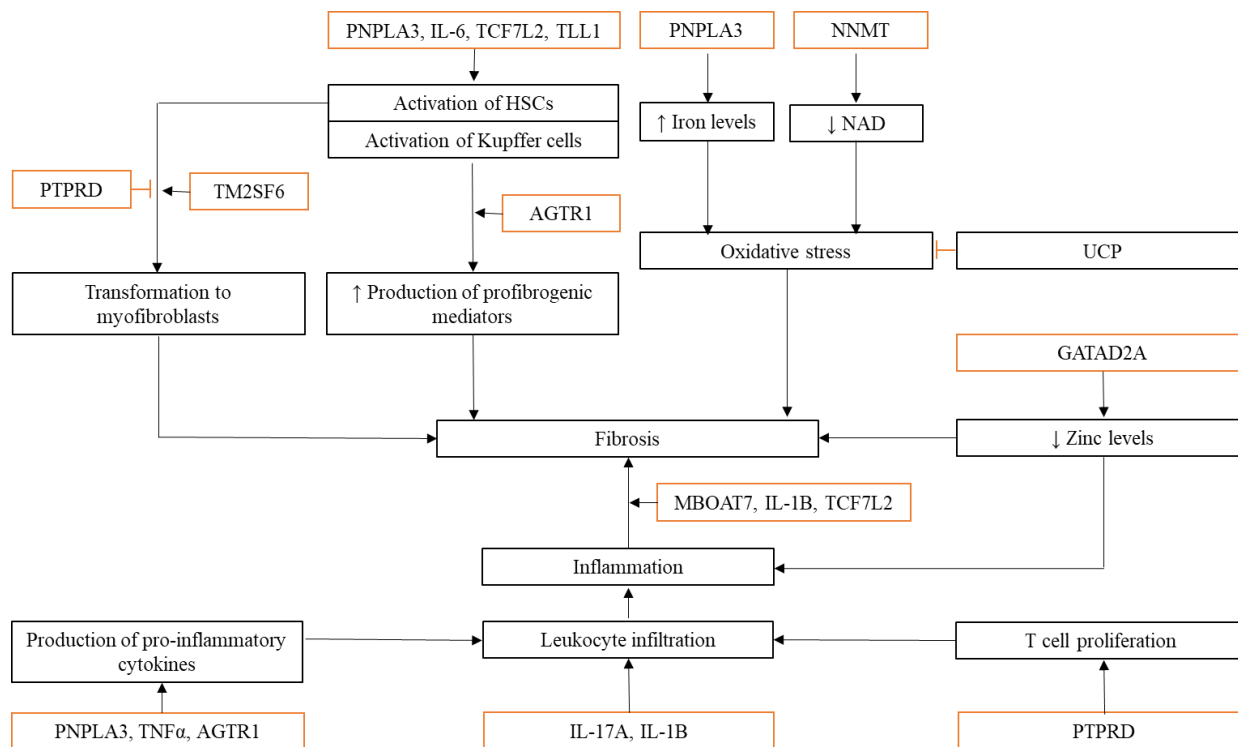 PNPLA3, IL-6, TCF7L2, TLL1
PNPLA3
NNMT
Activation of HSCs
↑ Iron levels
↓ NAD
Activation of Kupffer cells
PTPRD
TM2SF6
AGTR1
Oxidative stress
UCP
Transformation to
myofibroblasts
↑ Production of profibrogenic
mediators
GATAD2A
Fibrosis
↓ Zinc levels
MBOAT7, IL-1B, TCF7L2
Inflammation
Production of pro-inflammatory
cytokines
Leukocyte infiltration
T cell proliferation
PNPLA3, TNFα, AGTR1
IL-17A, IL-1B
PTPRD